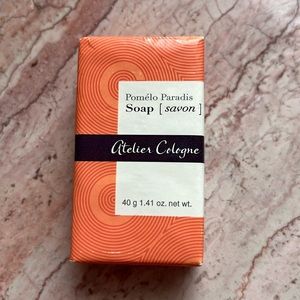 Pomélo Paradis
Soap [savon]
Atelier Cologne
40 g 1.41 oz. net wt.